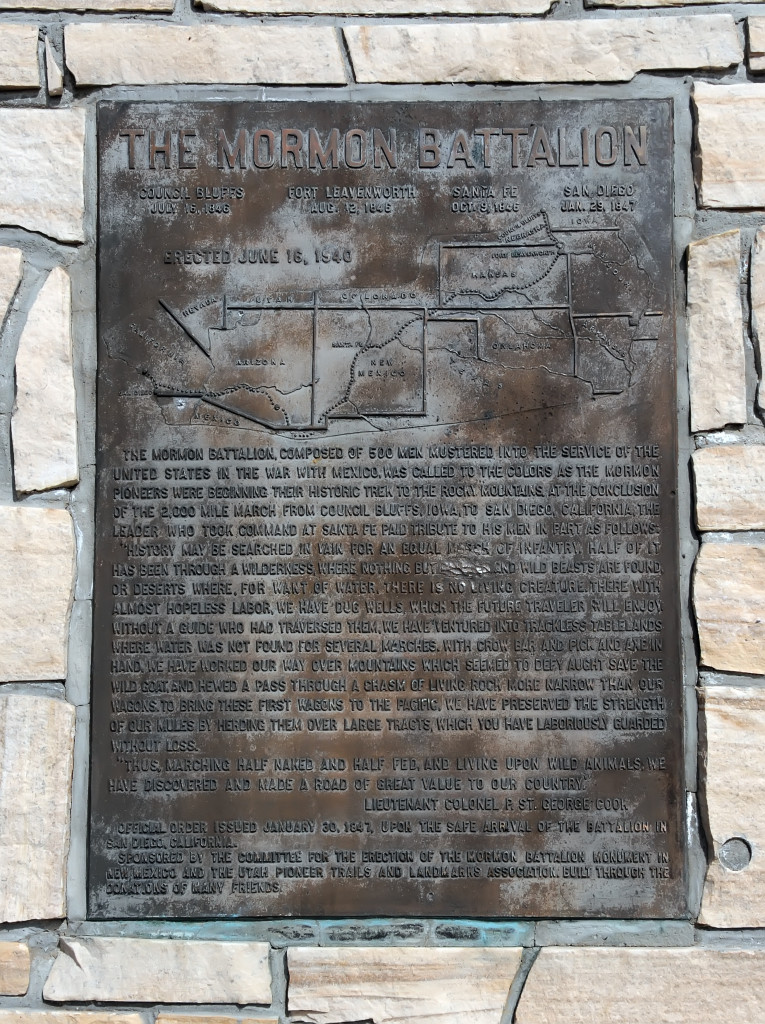 THE MORMON BATTALION
COUNCIL BLUFFS FORT LEAVENWORTH SANTA FE SAN DIEGO
JULY 16, 1846 AUG. 12, 1846 OCT. 9, 1846 JAN. 29, 1847
IOWA
COUNCIL BLUFFS
NEBRASKA
ERECTED JUNE 16, 1940
FORT LEAVENWORTH
KANSAS
NEVADA UTAH COLORADO
CALIFORNIA
ARIZONA SANTA FE OKLAHOMA
NEW
MEXICO
SAN DIEGO
MEXICO
THE MORMON BATTALION, COMPOSED OF 500 MEN MUSTERED INTO THE SERVICE OF THE
UNITED STATES IN THE WAR WITH MEXICO, WAS CALLED TO THE COLORS AS THE MORMON
PIONEERS WERE BEGINNING THEIR HISTORIC TREK TO THE ROCKY MOUNTAINS. AT THE CONCLUSION
OF THE 2,000 MILE MARCH FROM COUNCIL BLUFFS, IOWA, TO SAN DIEGO, CALIFORNIA, THE
LEADER WHO TOOK COMMAND AT SANTA FE PAID TRIBUTE TO HIS MEN IN PART AS FOLLOWS:
"HISTORY MAY BE SEARCHED IN VAIN FOR AN EQUAL MARCH OF INFANTRY. HALF OF IT
HAS BEEN THROUGH A WILDERNESS, WHERE NOTHING BUT AND WILD BEASTS ARE FOUND,
OR DESERTS WHERE, FOR WANT OF WATER, THERE IS NO LIVING CREATURE. THERE WITH
ALMOST HOPELESS LABOR, WE HAVE DUG WELLS, WHICH THE FUTURE TRAVELER WILL ENJOY.
WITHOUT A GUIDE WHO HAD TRAVERSED THEM, WE HAVE VENTURED INTO TRACKLESS TABLELANDS
WHERE WATER WAS NOT FOUND FOR SEVERAL MARCHES. WITH CROW BAR AND PICK AND AXE IN
HAND, WE HAVE WORKED OUR WAY OVER MOUNTAINS WHICH SEEMED TO DEFY AUGHT SAVE THE
WILD GOAT, AND HEWED A PASS THROUGH A CHASM OF LIVING ROCK MORE NARROW THAN OUR
WAGONS. TO BRING THESE FIRST WAGONS TO THE PACIFIC, WE HAVE PRESERVED THE STRENGTH
OF OUR MULES BY HERDING THEM OVER LARGE TRACTS, WHICH YOU HAVE LABORIOUSLY GUARDED
WITHOUT LOSS.
"THUS, MARCHING HALF NAKED AND HALF FED, AND LIVING UPON WILD ANIMALS, WE
HAVE DISCOVERED AND MADE A ROAD OF GREAT VALUE TO OUR COUNTRY."
LIEUTENANT COLONEL P. ST. GEORGE COOK
OFFICIAL ORDER ISSUED JANUARY 30, 1847, UPON THE SAFE ARRIVAL OF THE BATTALION IN
SAN DIEGO, CALIFORNIA.
SPONSORED BY THE COMMITTEE FOR THE ERECTION OF THE MORMON BATTALION MONUMENT IN
NEW MEXICO AND THE UTAH PIONEER TRAILS AND LANDMARKS ASSOCIATION. BUILT THROUGH THE
DONATIONS OF MANY FRIENDS.